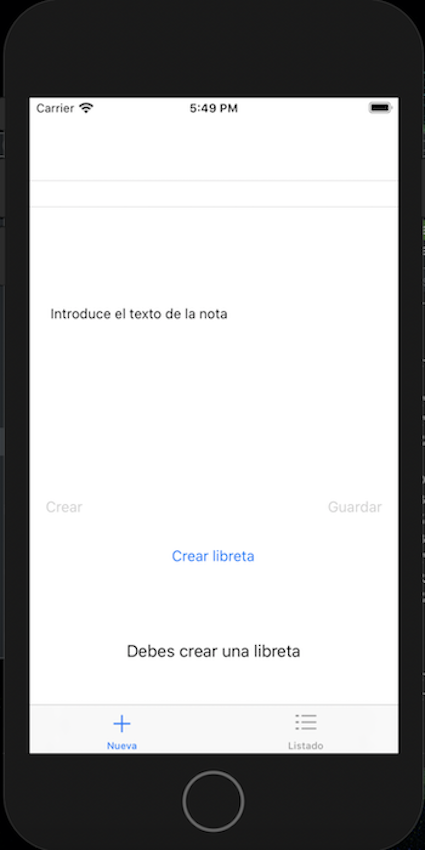 Carrier 5:49 PM
Introduce el texto de la nota
Crear Guardar
Crear libreta
Debes crear una libreta
Nueva Listado